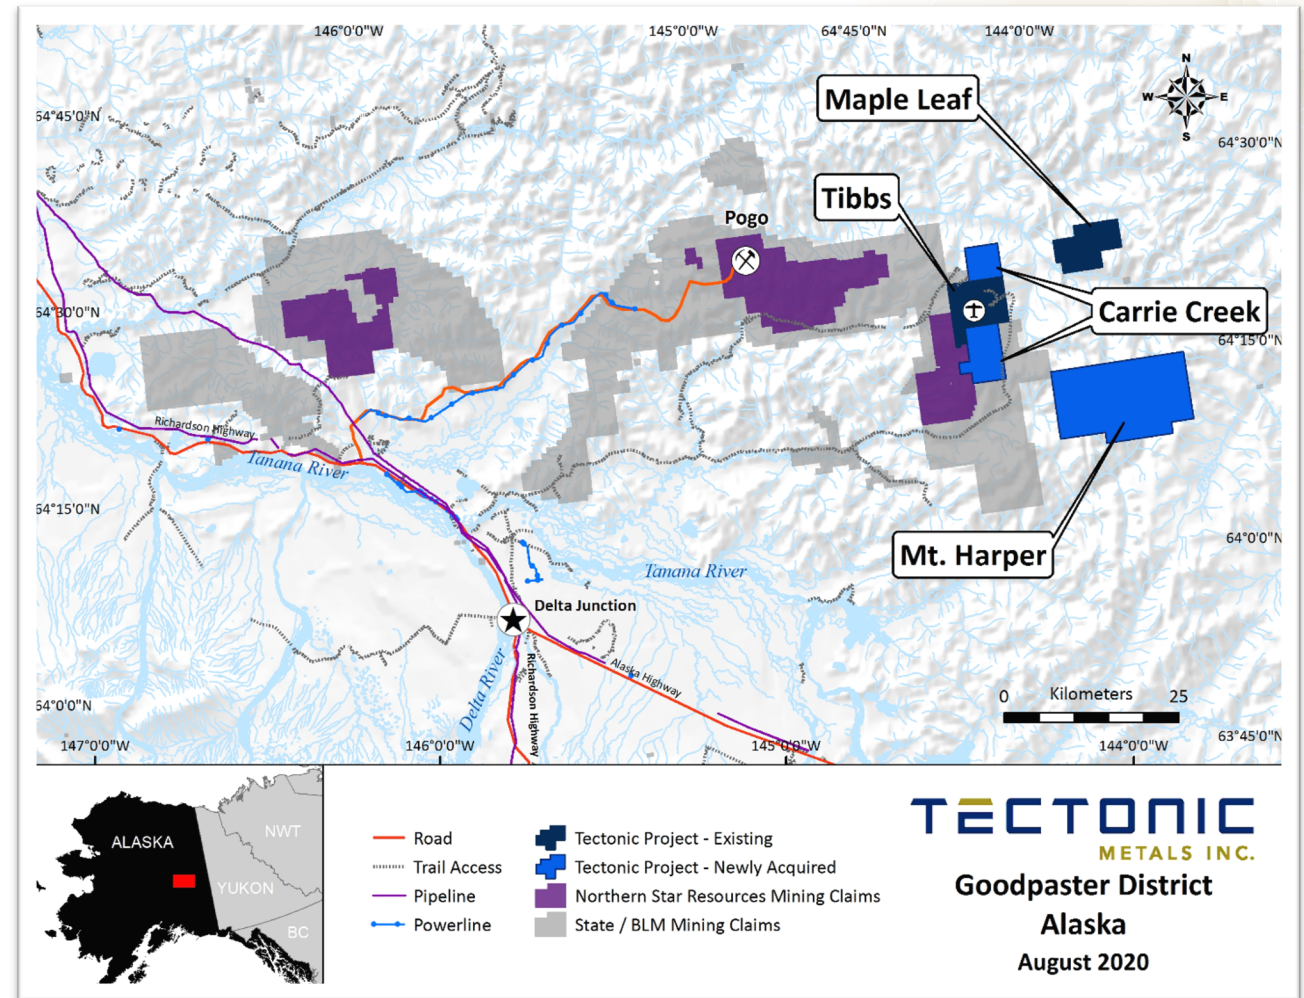 146°0'0"W
145°0'0"W
64°45'0"N
144°0'0"W
N
W
E
S
Maple Leaf
64°45'0"N
64°30'0"N
Tibbs
Pogo
Carrie Creek
64°30'0"N
64°15'0"N
Richardson Highway
Tanana River
64°15'0"N
64°0'0"N
Mt. Harper
Tanana River
Delta Junction
Alaska Highway
Delta River
Richardson Highway
0 Kilometers 25
64°0'0"N
63°45'0"N
147°0'0"W
146°0'0"W
145°0'0"W
144°0'0"W
ALASKA
NWT
YUKON
BC
Road
Trail Access
Pipeline
Powerline
Tectonic Project - Existing
Tectonic Project - Newly Acquired
Northern Star Resources Mining Claims
State / BLM Mining Claims
TECTONIC
METALS INC.
Goodpaster District
Alaska
August 2020